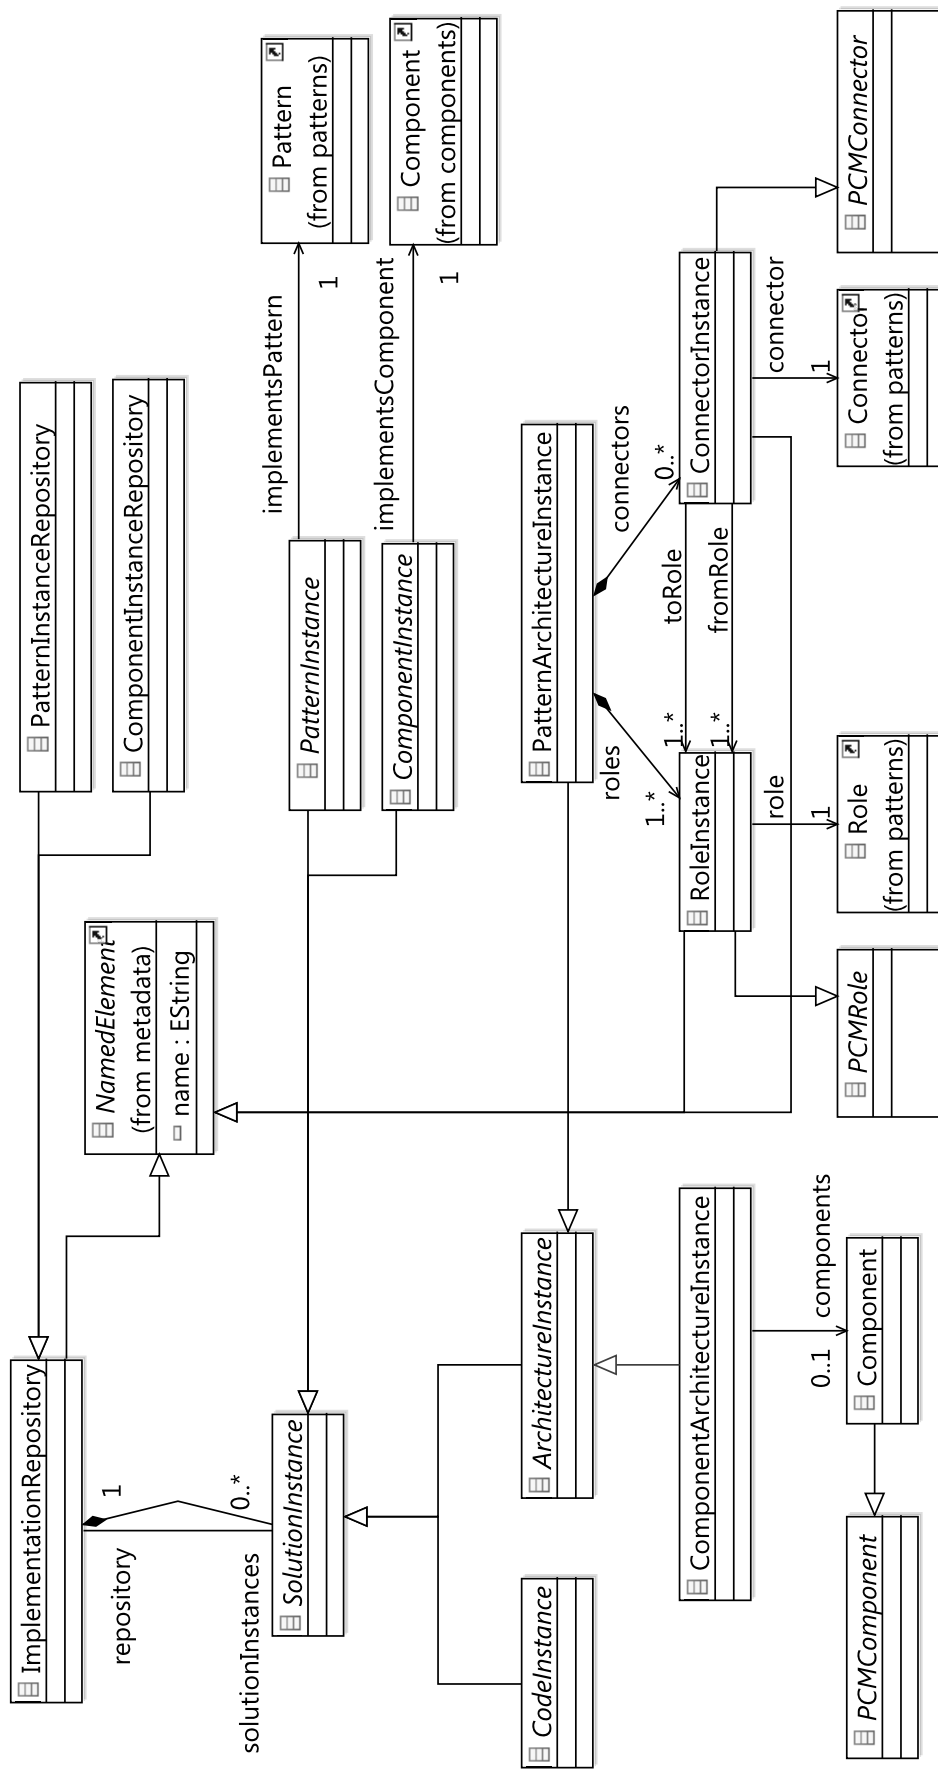 ImplementationRepository
PatternInstanceRepository
ComponentInstanceRepository
NamedElement
(from metadata)
name : EString
repository
1
0..*
solutionInstances
SolutionInstance
PatternInstance
ComponentInstance
implementsPattern
1
implementsComponent
1
Pattern
(from patterns)
Component
(from components)
CodeInstance
ArchitectureInstance
PatternArchitectureInstance
roles
1..*
connectors
0..*
ComponentArchitectureInstance
RoleInstance
toRole
1..*
fromRole
1..*
ConnectorInstance
components
0..1
role
1
connector
1
PCMComponent
Component
PCMRole
Role
(from patterns)
Connector
(from patterns)
PCMConnector